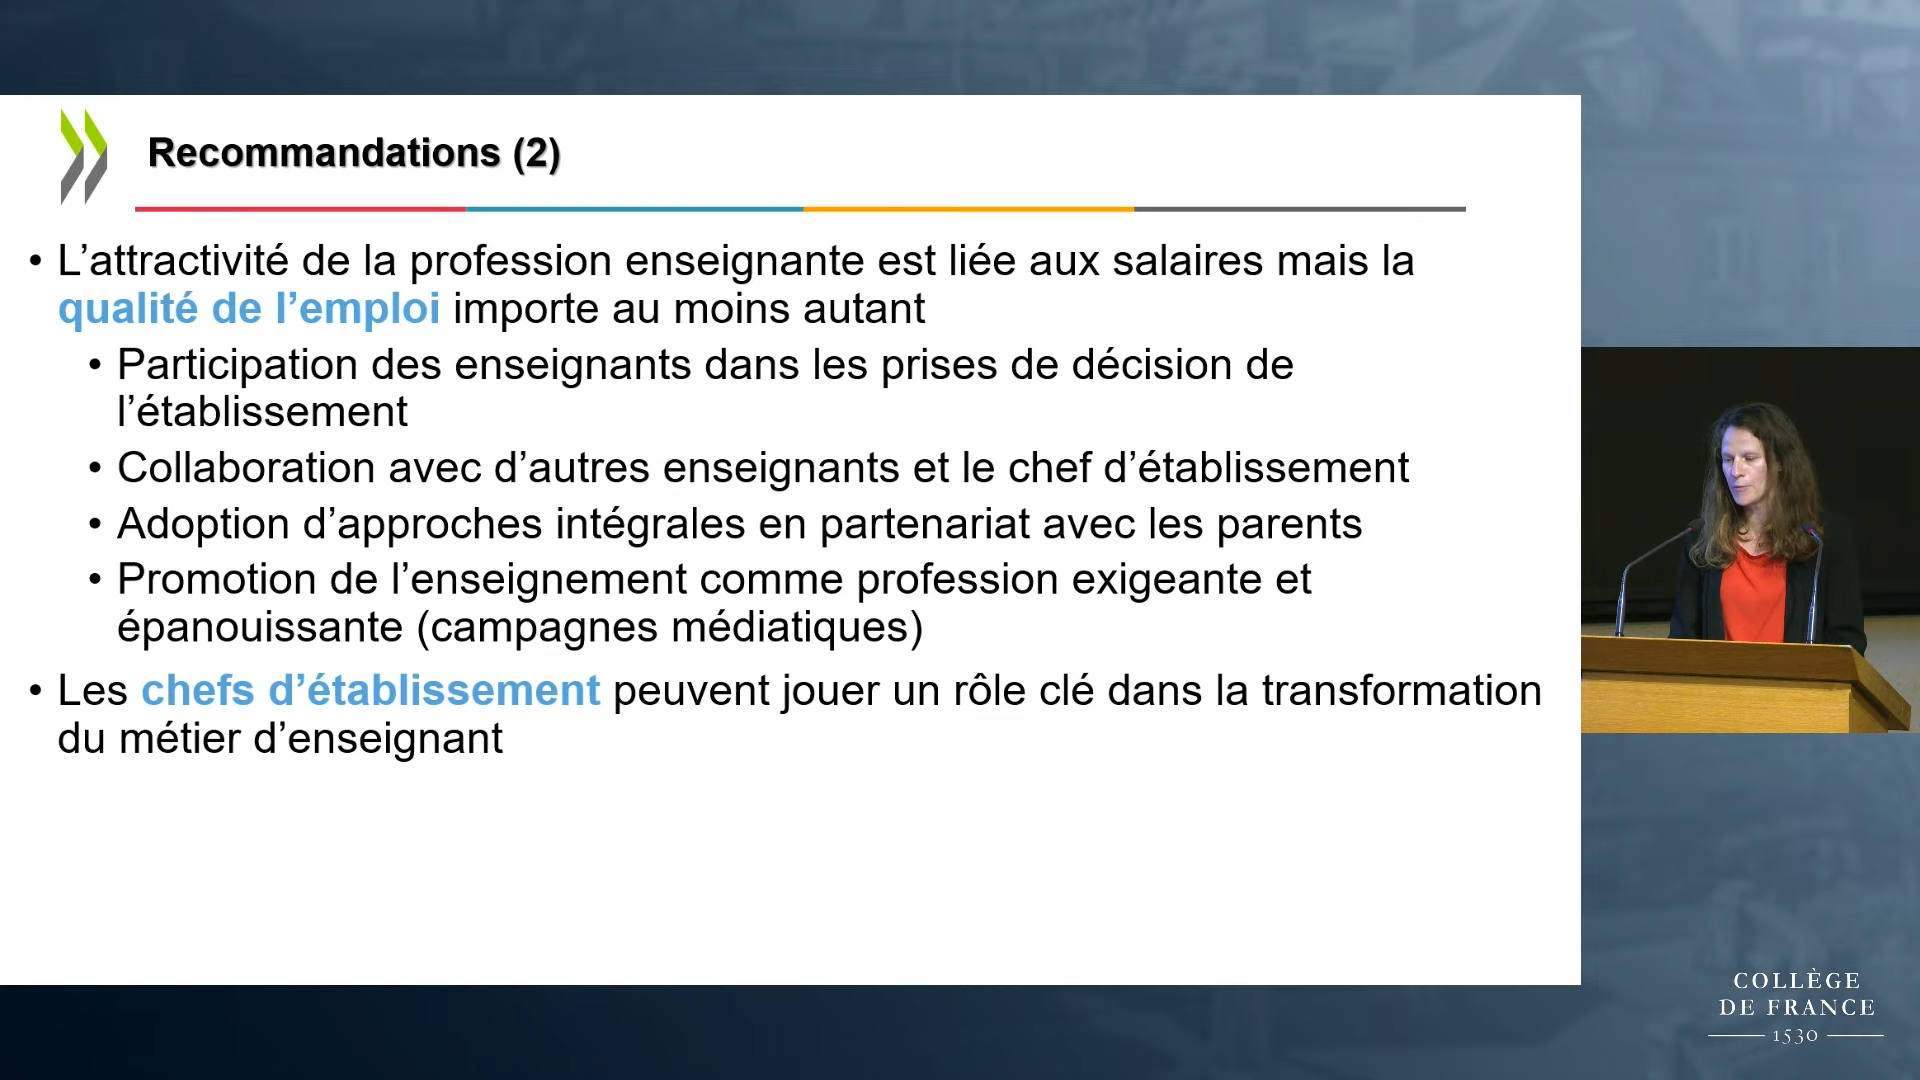 Recommandations (2)
• L’attractivité de la profession enseignante est liée aux salaires mais la
qualité de l’emploi importe au moins autant
• Participation des enseignants dans les prises de décision de
l’établissement
• Collaboration avec d’autres enseignants et le chef d’établissement
• Adoption d’approches intégrales en partenariat avec les parents
• Promotion de l’enseignement comme profession exigeante et
épanouissante (campagnes médiatiques)
• Les chefs d’établissement peuvent jouer un rôle clé dans la transformation
du métier d’enseignant
COLLÈGE
DE FRANCE
1530